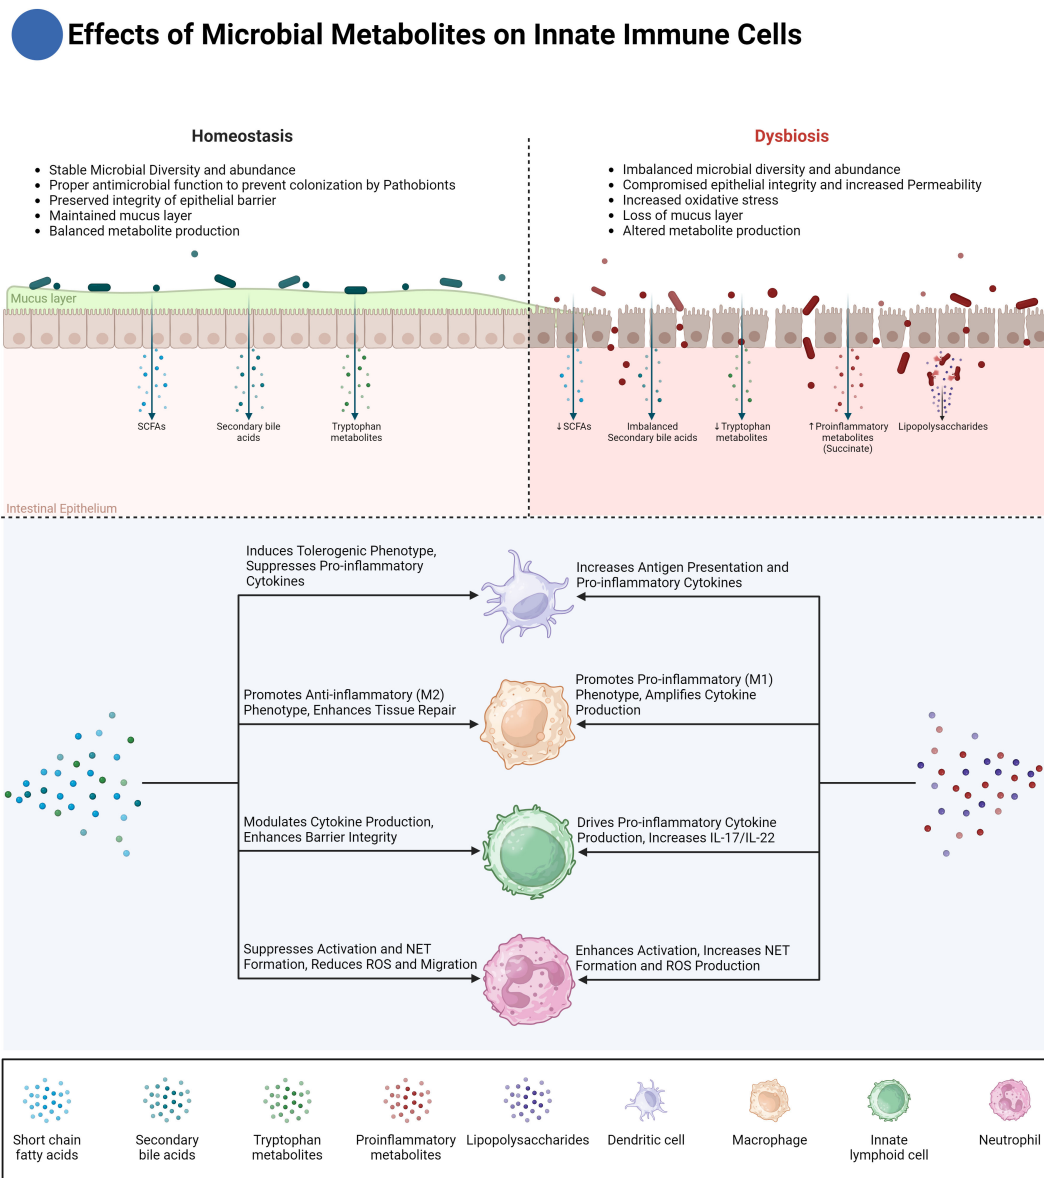 Effects of Microbial Metabolites on Innate Immune Cells
Homeostasis
• Stable Microbial Diversity and abundance
• Proper antimicrobial function to prevent colonization by Pathobionts
• Preserved integrity of epithelial barrier
• Maintained mucus layer
• Balanced metabolite production
Dysbiosis
• Imbalanced microbial diversity and abundance
• Compromised epithelial integrity and increased Permeability
• Increased oxidative stress
• Loss of mucus layer
• Altered metabolite production
Mucus layer
SCFAs
Secondary bile
acids
Tryptophan
metabolites
↓SCFAs
Imbalanced
Secondary bile acids
↓Tryptophan
metabolites
↑Proinflammatory
metabolites
(Succinate)
Lipopolysaccharides
Intestinal Epithelium
Induces Tolerogenic Phenotype,
Suppresses Pro-inflammatory
Cytokines
Increases Antigen Presentation and
Pro-inflammatory Cytokines
Promotes Anti-inflammatory (M2)
Phenotype, Enhances Tissue Repair
Promotes Pro-inflammatory (M1)
Phenotype, Amplifies Cytokine
Production
Modulates Cytokine Production,
Enhances Barrier Integrity
Drives Pro-inflammatory Cytokine
Production, Increases IL-17/IL-22
Suppresses Activation and NET
Formation, Reduces ROS and Migration
Enhances Activation, Increases NET
Formation and ROS Production
Short chain
fatty acids
Secondary
bile acids
Tryptophan
metabolites
Proinflammatory
metabolites
Lipopolysaccharides
Dendritic cell
Macrophage
Innate
lymphoid cell
Neutrophil